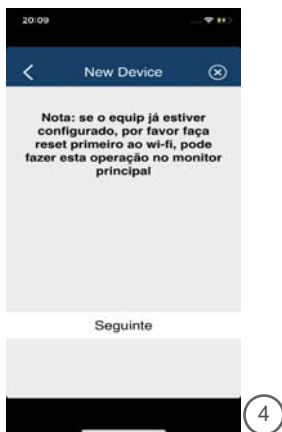 20:09
New Device
Nota: se o equip já estiver
configurado, por favor faça
reset primeiro ao wi-fi, pode
fazer esta operação no monitor
principal
Seguinte
4